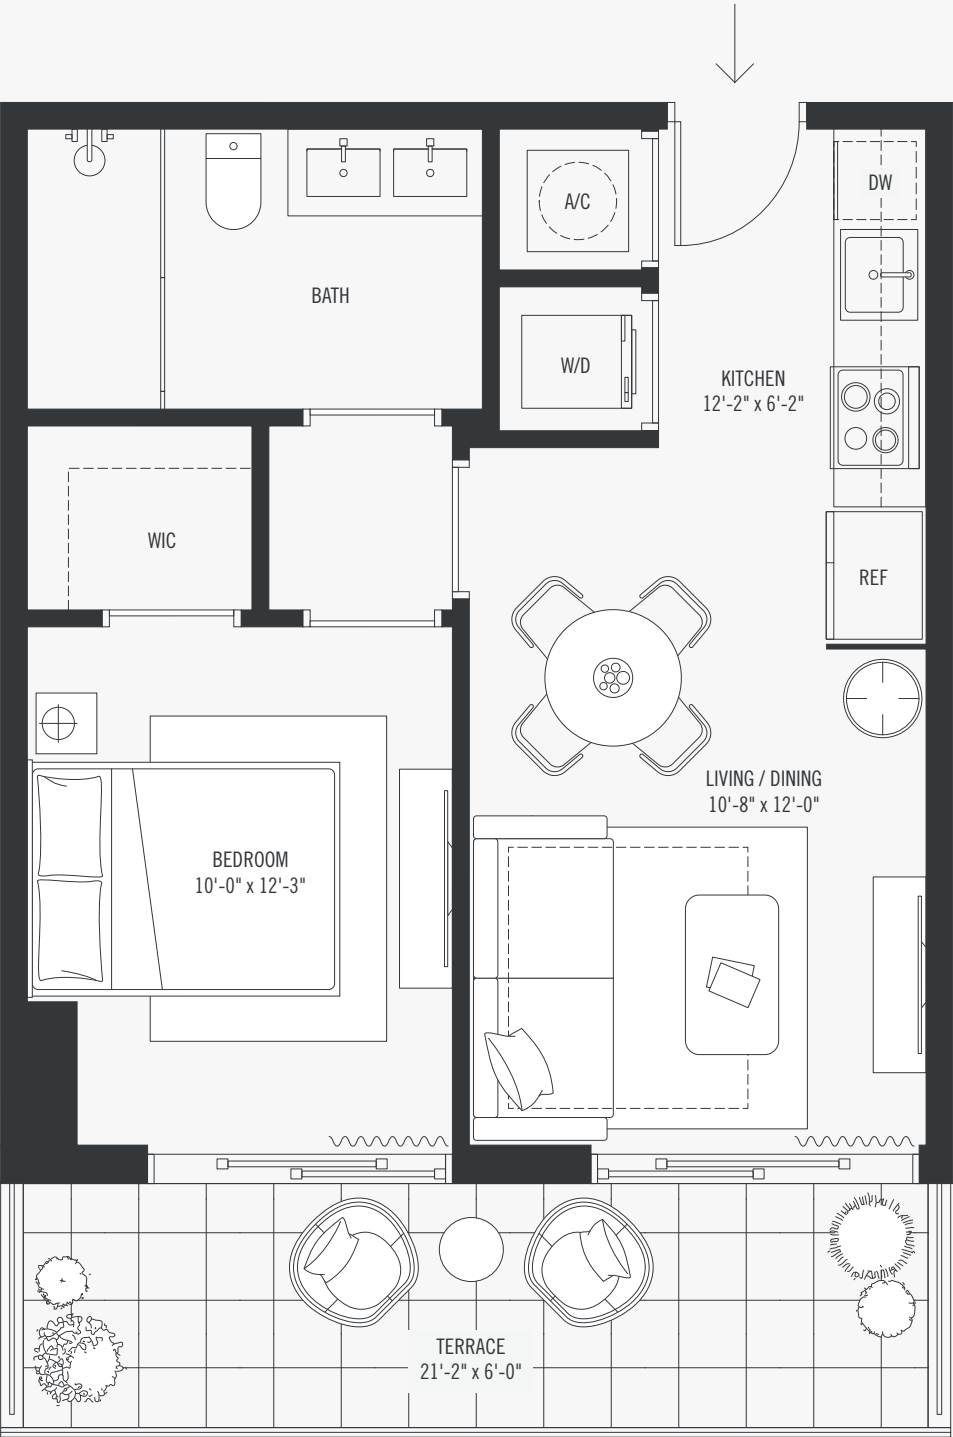 DW
A/C
BATH
W/D
KITCHEN
12'-2" x 6'-2"
WIC
REF
LIVING / DINING
10'-8" x 12'-0"
BEDROOM
10'-0" x 12'-3"
TERRACE
21'-2" x 6'-0"